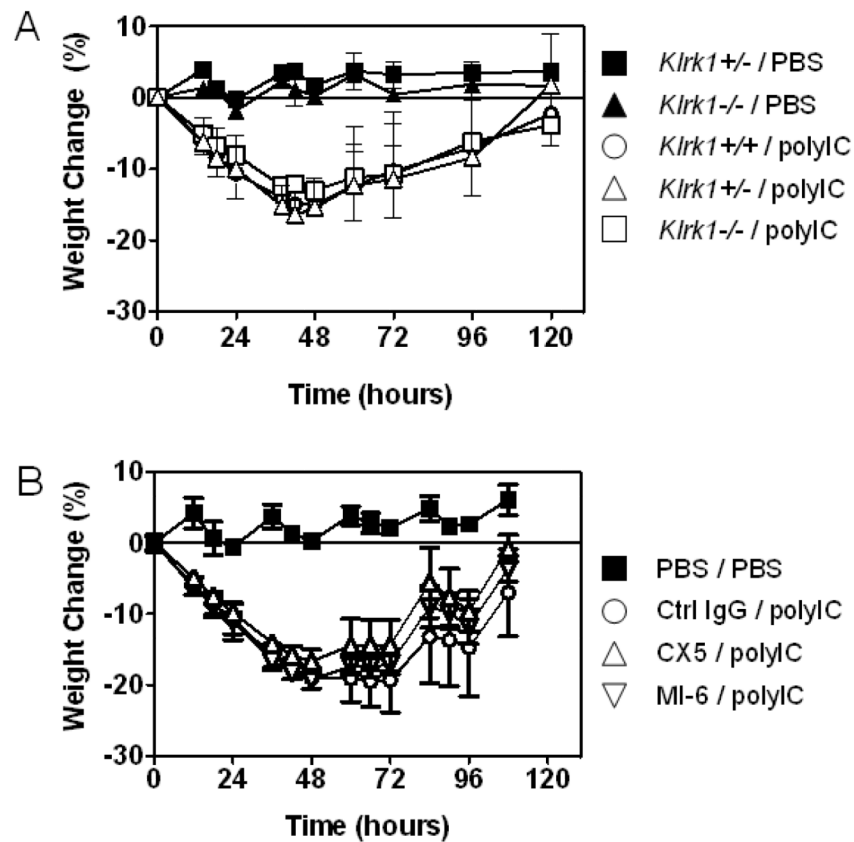 A
Weight Change (%)
10
0
-10
-20
-30
0 24 48 72 96 120
Time (hours)
Klrk1+/- / PBS
Klrk1-/- / PBS
Klrk1+/+ / polyIC
Klrk1+/- / polyIC
Klrk1-/- / polyIC
B
Weight Change (%)
10
0
-10
-20
-30
0 24 48 72 96 120
Time (hours)
PBS / PBS
Ctrl IgG / polyIC
CX5 / polyIC
MI-6 / polyIC